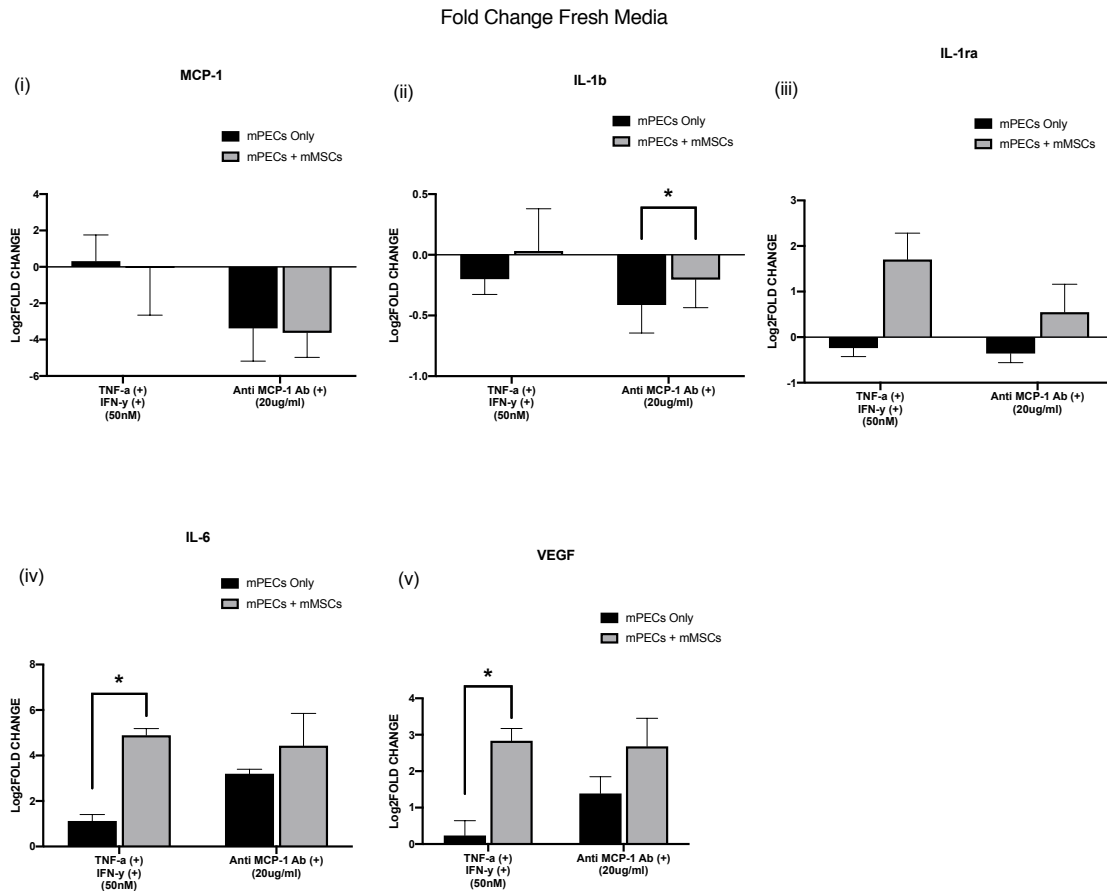 Fold Change Fresh Media
(i)
MCP-1
mPECs Only
mPECs + mMSCs
Log2FOLD CHANGE
4
2
0
-2
-4
-6
TNF-a (+)
IFN-y (+)
(50nM)
Anti MCP-1 Ab (+)
(20ug/ml)
(ii)
IL-1b
mPECs Only
mPECs + mMSCs
Log2FOLD CHANGE
0.5
0.0
-0.5
-1.0
*
TNF-a (+)
IFN-y (+)
(50nM)
Anti MCP-1 Ab (+)
(20ug/ml)
(iii)
IL-1ra
mPECs Only
mPECs + mMSCs
Log2FOLD CHANGE
3
2
1
0
-1
TNF-a (+)
IFN-y (+)
(50nM)
Anti MCP-1 Ab (+)
(20ug/ml)
(iv)
IL-6
mPECs Only
mPECs + mMSCs
Log2FOLD CHANGE
8
6
4
2
0
*
TNF-a (+)
IFN-y (+)
(50nM)
Anti MCP-1 Ab (+)
(20ug/ml)
(v)
VEGF
mPECs Only
mPECs + mMSCs
Log2FOLD CHANGE
4
3
2
1
0
*
TNF-a (+)
IFN-y (+)
(50nM)
Anti MCP-1 Ab (+)
(20ug/ml)